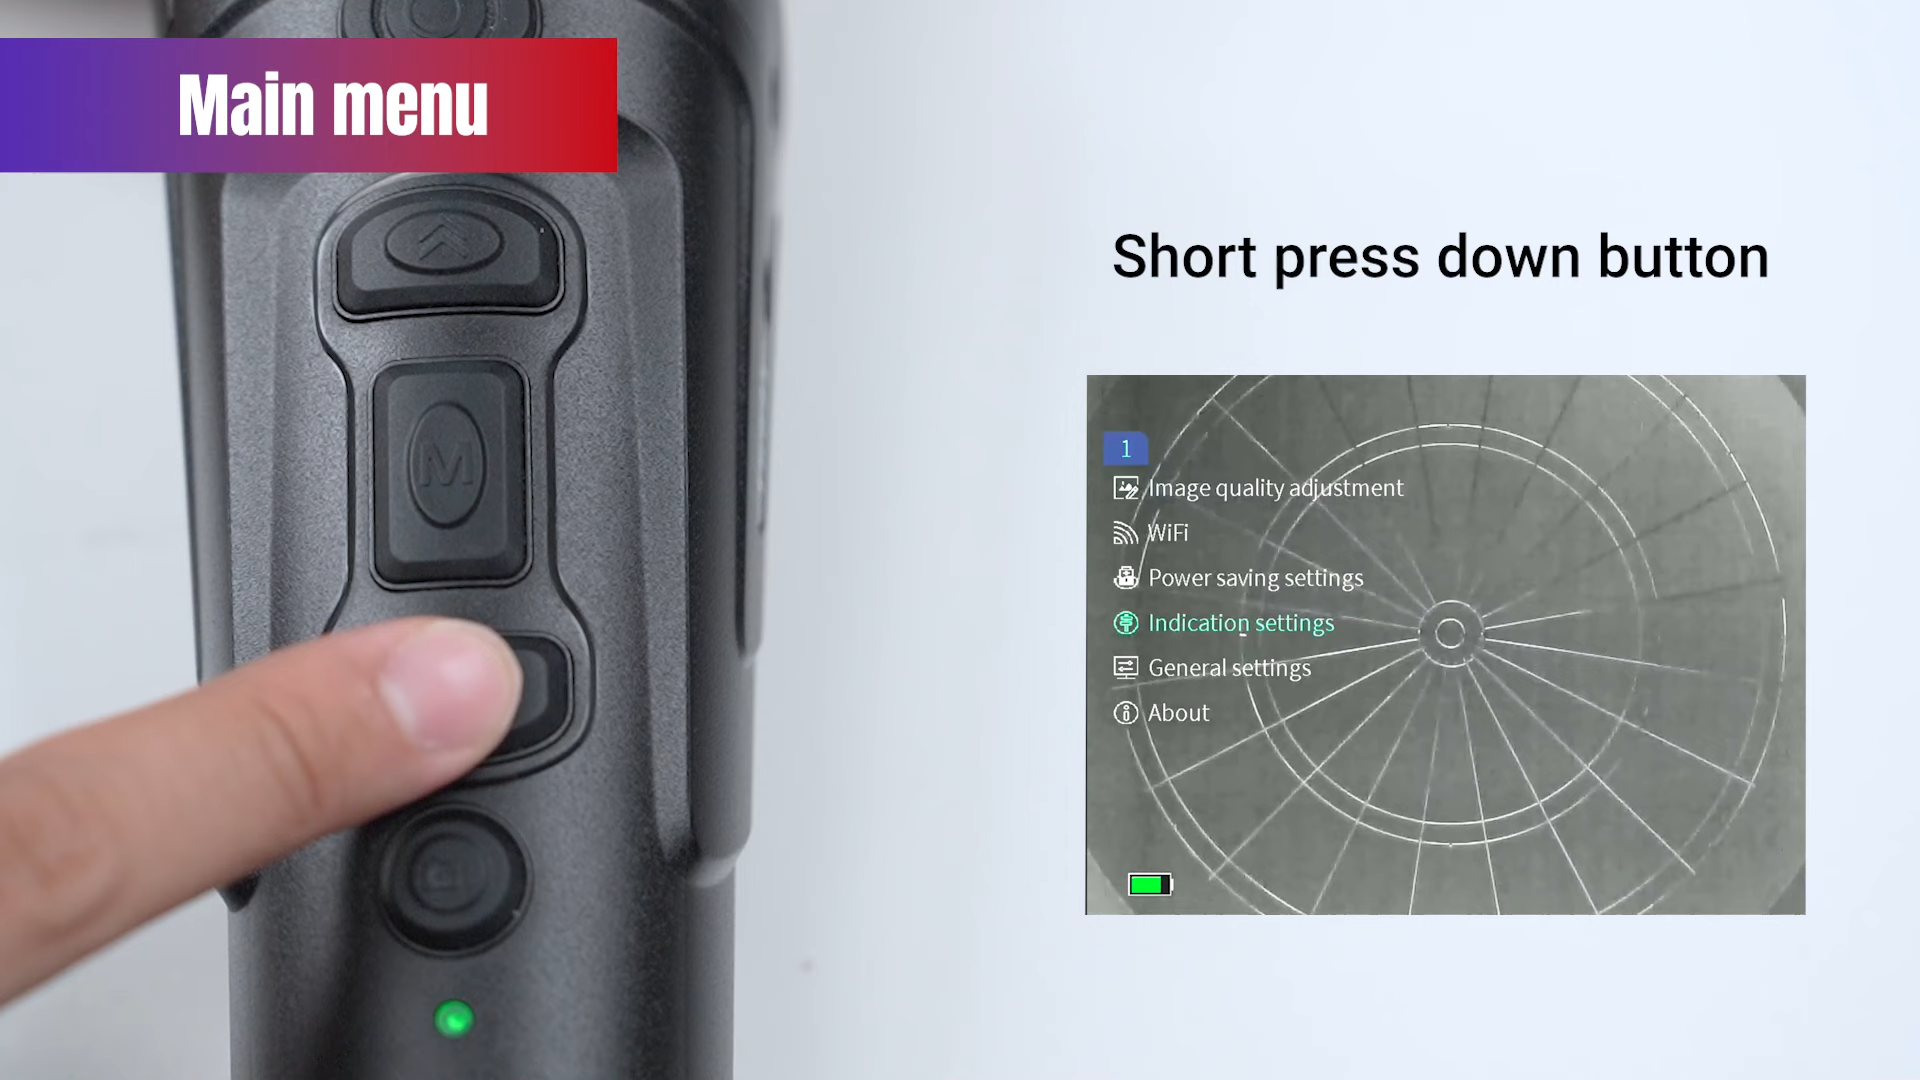 Main menu
M
Short press down button
1
Image quality adjustment
WiFi
Power saving settings
Indication settings
General settings
About